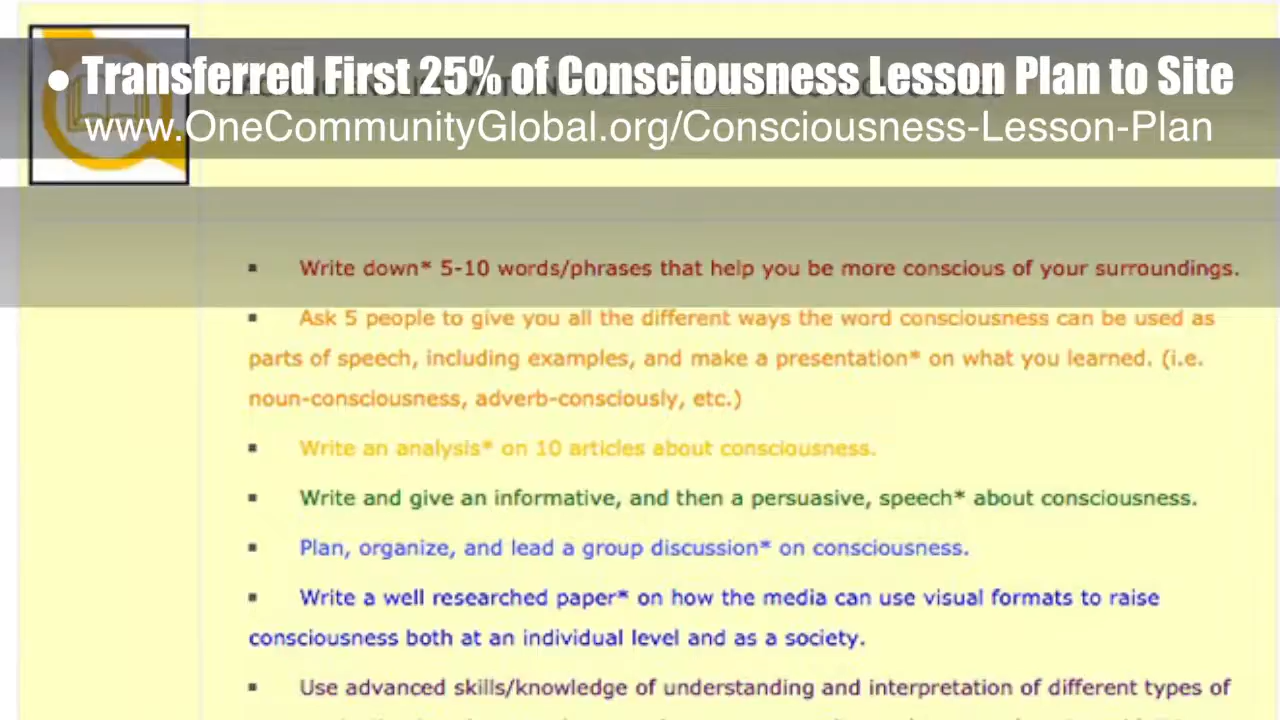 • Transferred First 25% of Consciousness Lesson Plan to Site
www.OneCommunityGlobal.org/Consciousness-Lesson-Plan
▪ Write down* 5-10 words/phrases that help you be more conscious of your surroundings.
▪ Ask 5 people to give you all the different ways the word consciousness can be used as
parts of speech, including examples, and make a presentation* on what you learned. (i.e.
noun-consciousness, adverb-consciously, etc.)
▪ Write an analysis* on 10 articles about consciousness.
▪ Write and give an informative, and then a persuasive, speech* about consciousness.
▪ Plan, organize, and lead a group discussion* on consciousness.
▪ Write a well researched paper* on how the media can use visual formats to raise
consciousness both at an individual level and as a society.
▪ Use advanced skills/knowledge of understanding and interpretation of different types of